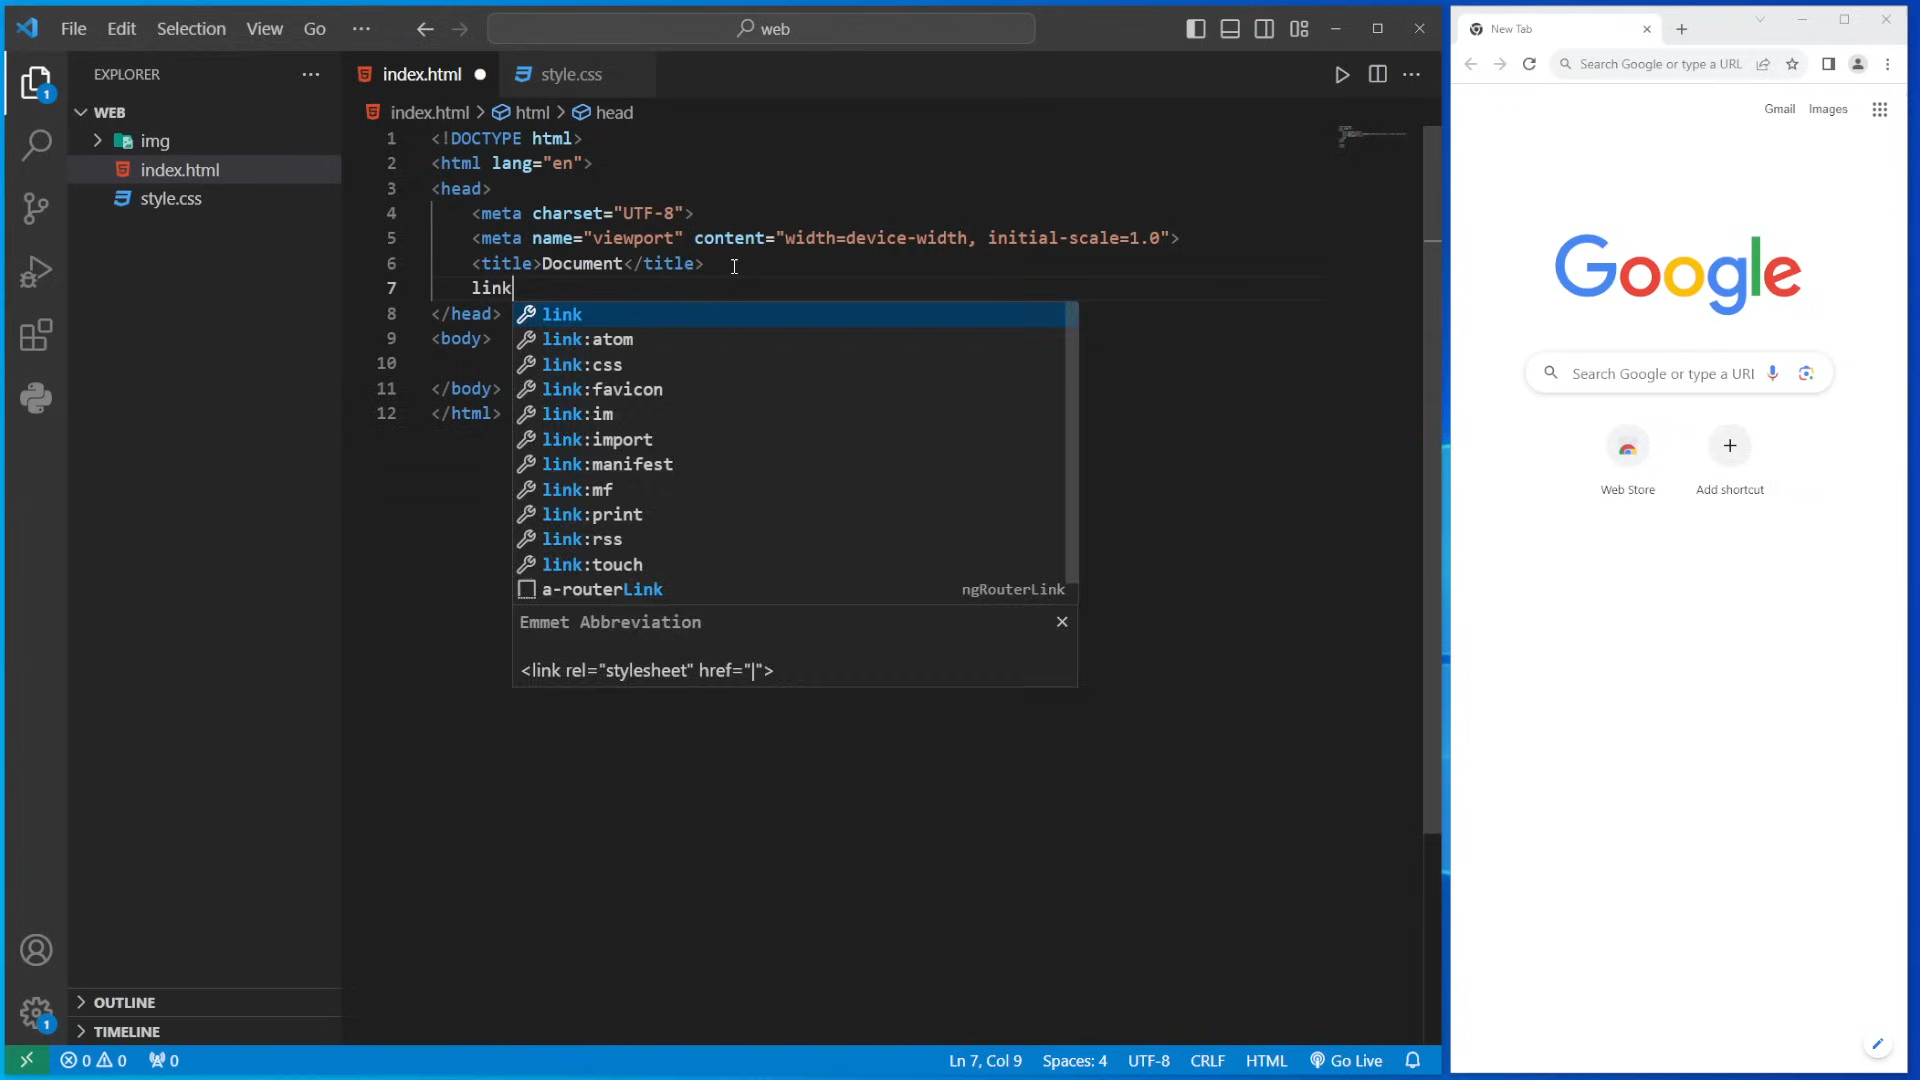 File Edit Selection View Go ···
web
EXPLORER
WEB
img
index.html
style.css
index.html
style.css
index.html > html > head
1 <!DOCTYPE html>
2 <html lang="en">
3 <head>
4 <meta charset="UTF-8">
5 <meta name="viewport" content="width=device-width, initial-scale=1.0">
6 <title>Document</title>
7 link
8 </head>
9 <body>
10
11 </body>
12 </html>
link
link:atom
link:css
link:favicon
link:im
link:import
link:manifest
link:mf
link:print
link:rss
link:touch
a-routerLink ngRouterLink
Emmet Abbreviation
<link rel="stylesheet" href="|">
1
1
OUTLINE
TIMELINE
0 0 0
Ln 7, Col 9 Spaces: 4 UTF-8 CRLF HTML Go Live
New Tab
Search Google or type a URL
Gmail Images
Google
Search Google or type a URI
Web Store Add shortcut